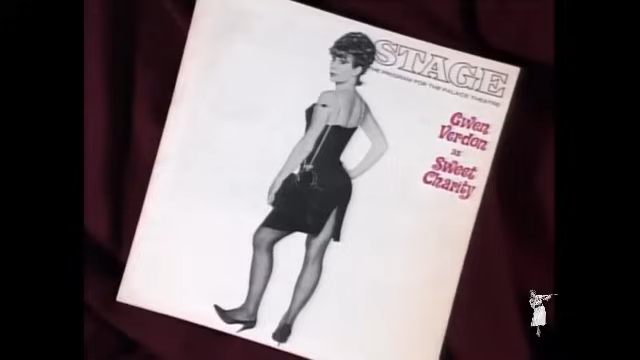 STAGE
THE PROGRAM FOR THE PALACE THEATRE
Gwen
Verdon
as
Sweet
Charity